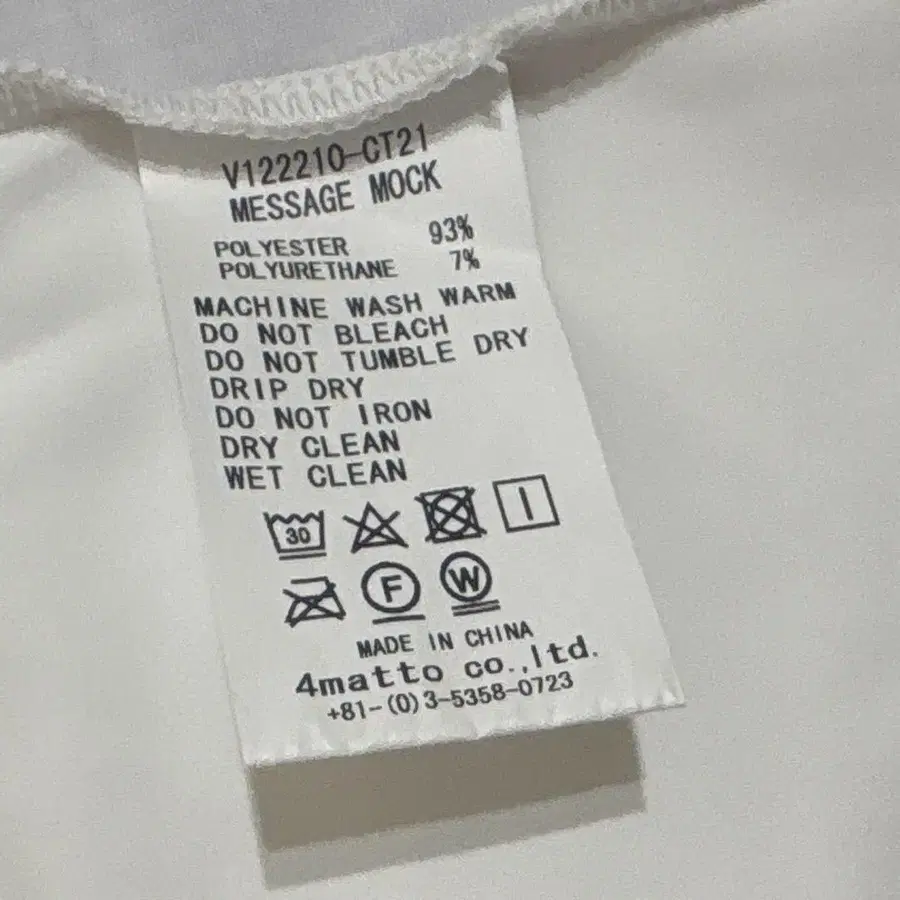 V122210-CT21
MESSAGE MOCK
POLYESTER 93%
POLYURETHANE 7%
MACHINE WASH WARM
DO NOT BLEACH
DO NOT TUMBLE DRY
DRIP DRY
DO NOT IRON
DRY CLEAN
WET CLEAN
30
F W
MADE IN CHINA
4matto co.,ltd.
+81-(0)3-5358-0723